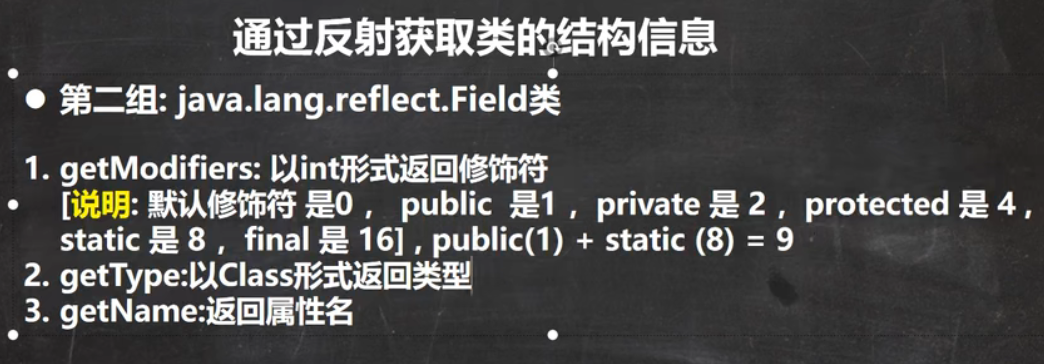 通过反射获取类的结构信息
● 第二组: java.lang.reflect.Field类
1. getModifiers: 以int形式返回修饰符
[说明: 默认修饰符 是0 ， public 是1 ，private 是 2 ，protected 是 4 ，
static 是 8 ，final 是 16] , public(1) + static (8) = 9
2. getType:以Class形式返回类型
3. getName:返回属性名